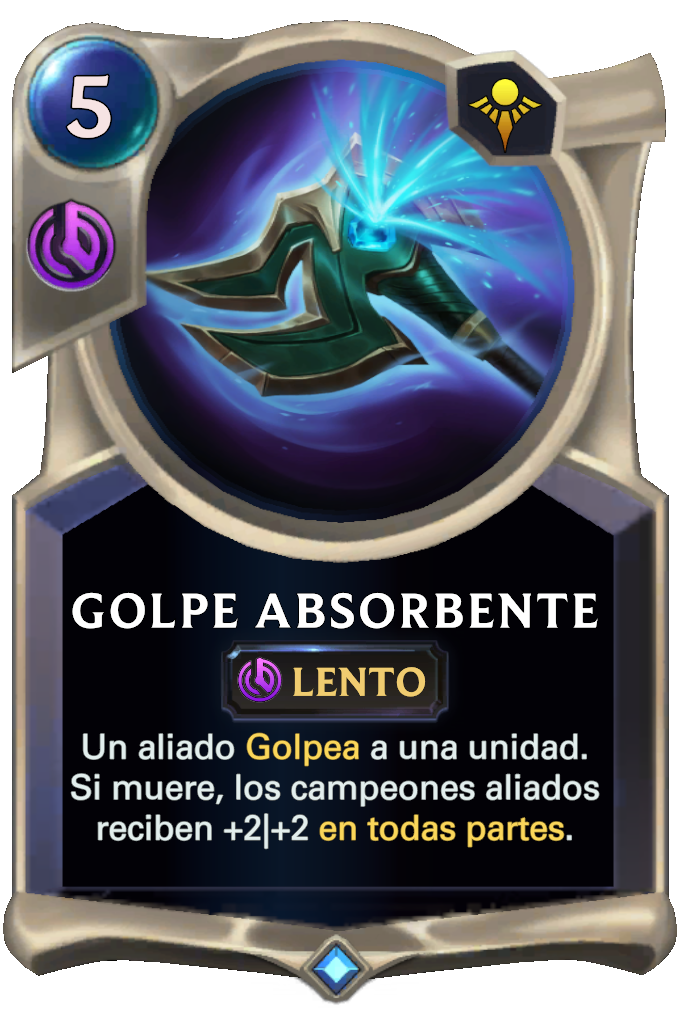 5
GOLPE ABSORBENTE
LENTO
Un aliado Golpea a una unidad.
Si muere, los campeones aliados
reciben +2|+2 en todas partes.